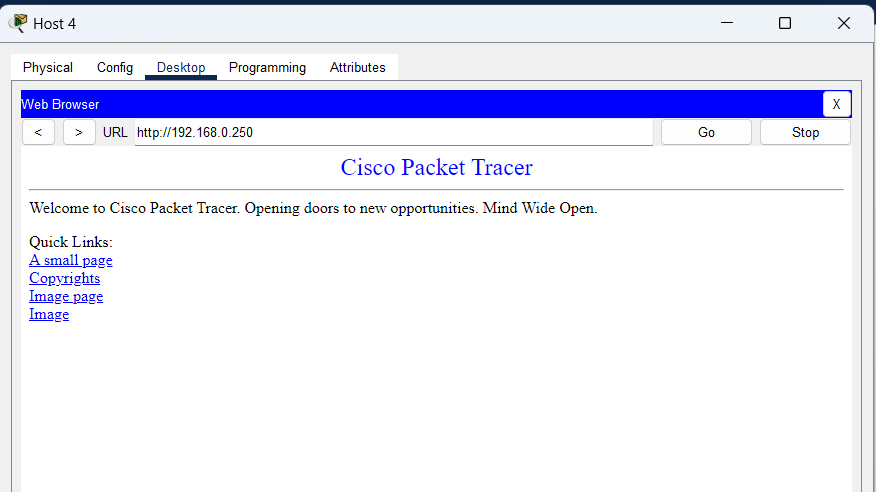 Host 4
Physical Config Desktop Programming Attributes
Web Browser X
< > URL http://192.168.0.250 Go Stop
Cisco Packet Tracer
Welcome to Cisco Packet Tracer. Opening doors to new opportunities. Mind Wide Open.
Quick Links:
A small page
Copyrights
Image page
Image